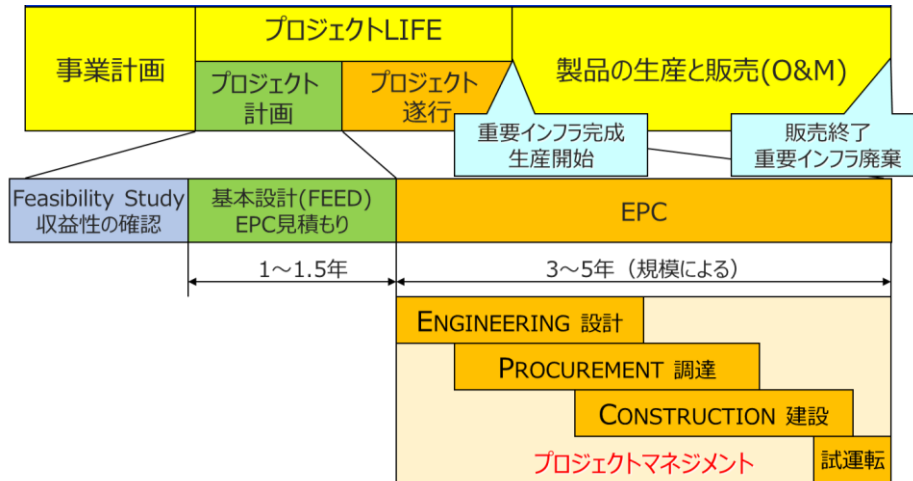 事業計画
プロジェクトLIFE
プロジェクト
計画
プロジェクト
遂行
製品の生産と販売(O&M)
重要インフラ完成
生産開始
販売終了
重要インフラ廃棄
Feasibility Study
収益性の確認
基本設計(FEED)
EPC見積もり
EPC
1～1.5年
3～5年（規模による）
ENGINEERING 設計
PROCUREMENT 調達
CONSTRUCTION 建設
プロジェクトマネジメント
試運転